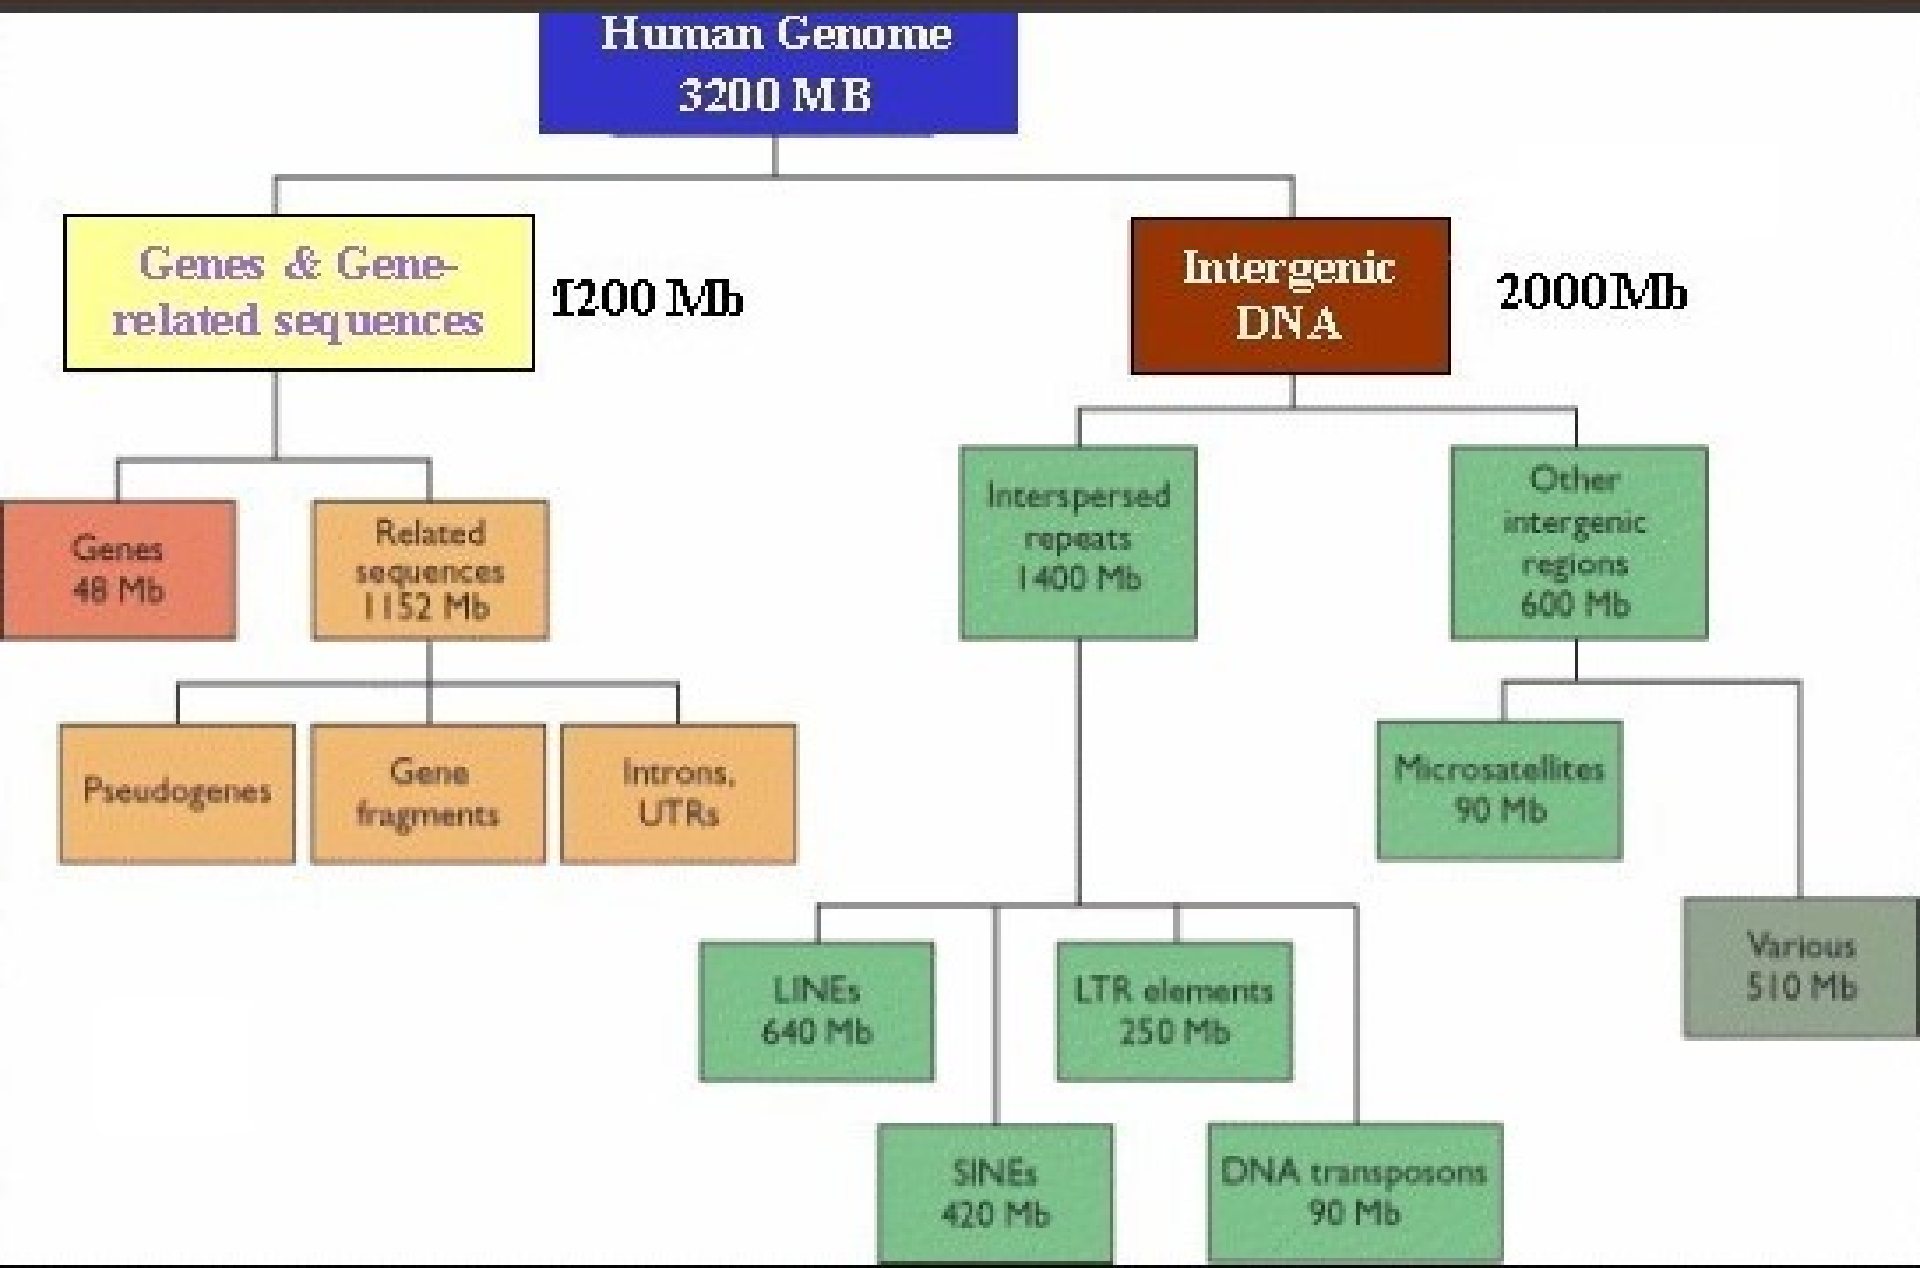 Human Genome
3200 MB
Genes & Gene-
related sequences
1200 Mb
Intergenic
DNA
2000Mb
Genes
48 Mb
Related
sequences
1152 Mb
Interspersed
repeats
1400 Mb
Other
intergenic
regions
600 Mb
Pseudogenes
Gene
fragments
Introns,
UTRs
Microsatellites
90 Mb
Various
510 Mb
LINEs
640 Mb
LTR elements
250 Mb
SINEs
420 Mb
DNA transposons
90 Mb